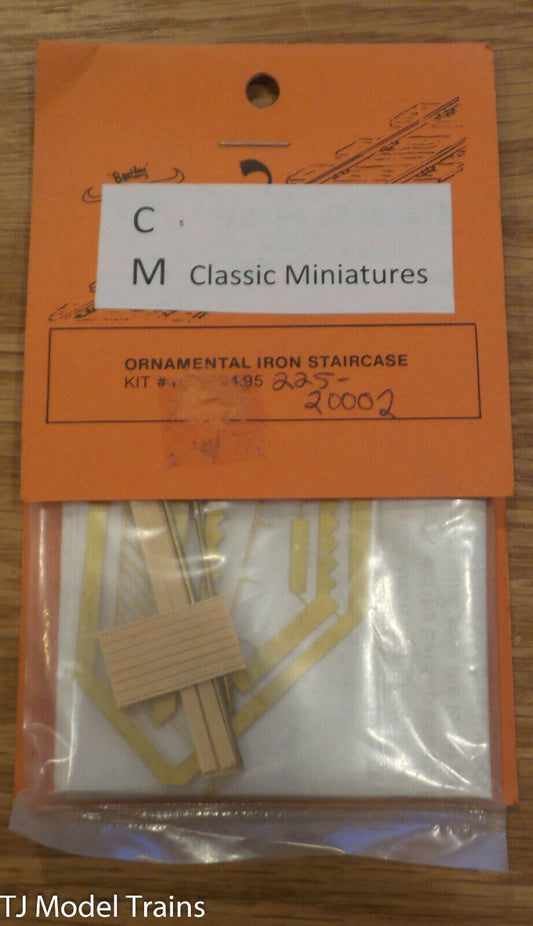 C
M Classic Miniatures
ORNAMENTAL IRON STAIRCASE
KIT # 225-
20002
TJ Model Trains